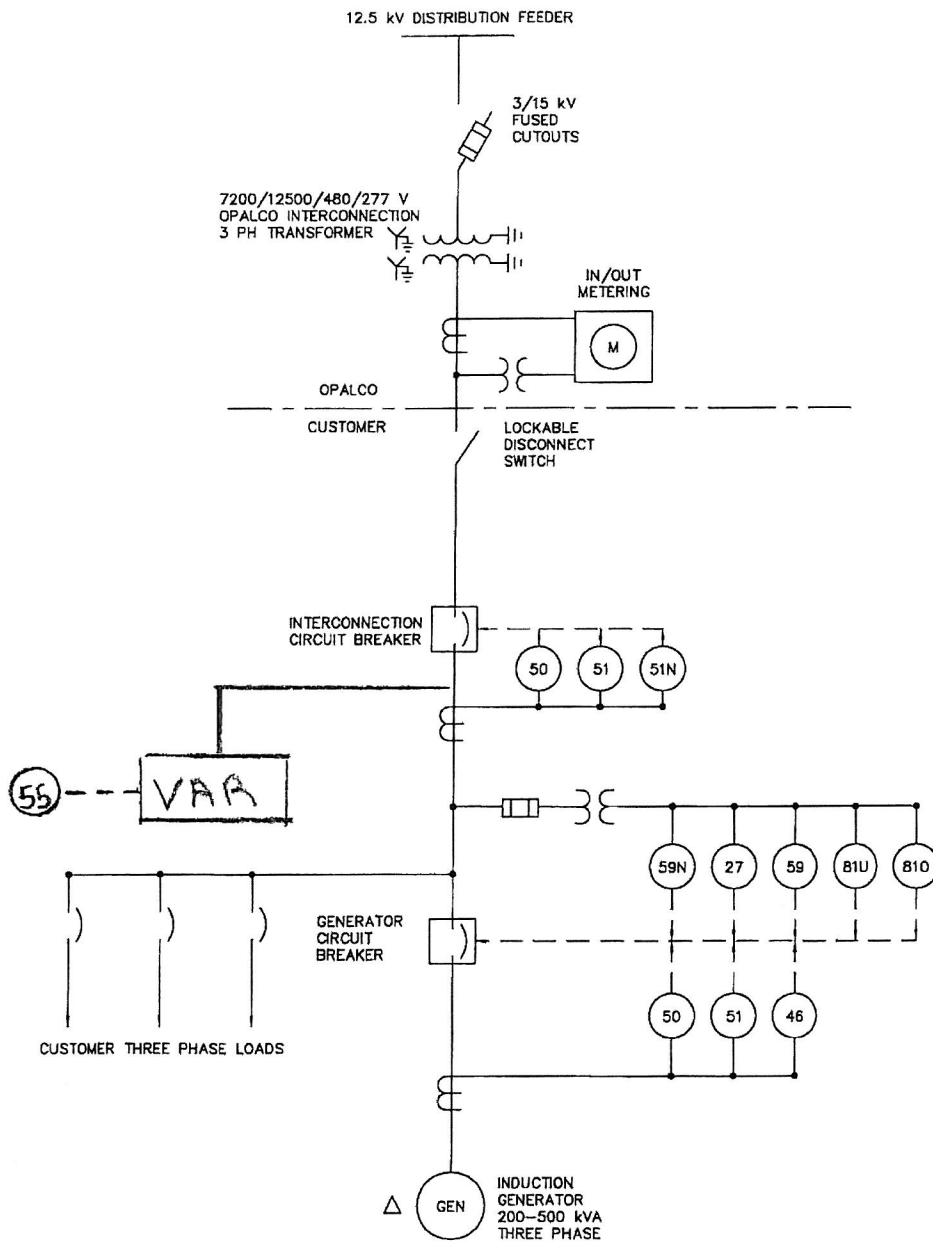 12.5 kV DISTRIBUTION FEEDER
3/15 kV
FUSED
CUTOUTS
7200/12500/480/277 V
OPALCO INTERCONNECTION
3 PH TRANSFORMER
IN/OUT
METERING
M
OPALCO
CUSTOMER
LOCKABLE
DISCONNECT
SWITCH
INTERCONNECTION
CIRCUIT BREAKER
50
51
51N
55
VAR
59N
27
59
81U
81O
GENERATOR
CIRCUIT
BREAKER
50
51
46
CUSTOMER THREE PHASE LOADS
GEN
INDUCTION
GENERATOR
200-500 kVA
THREE PHASE